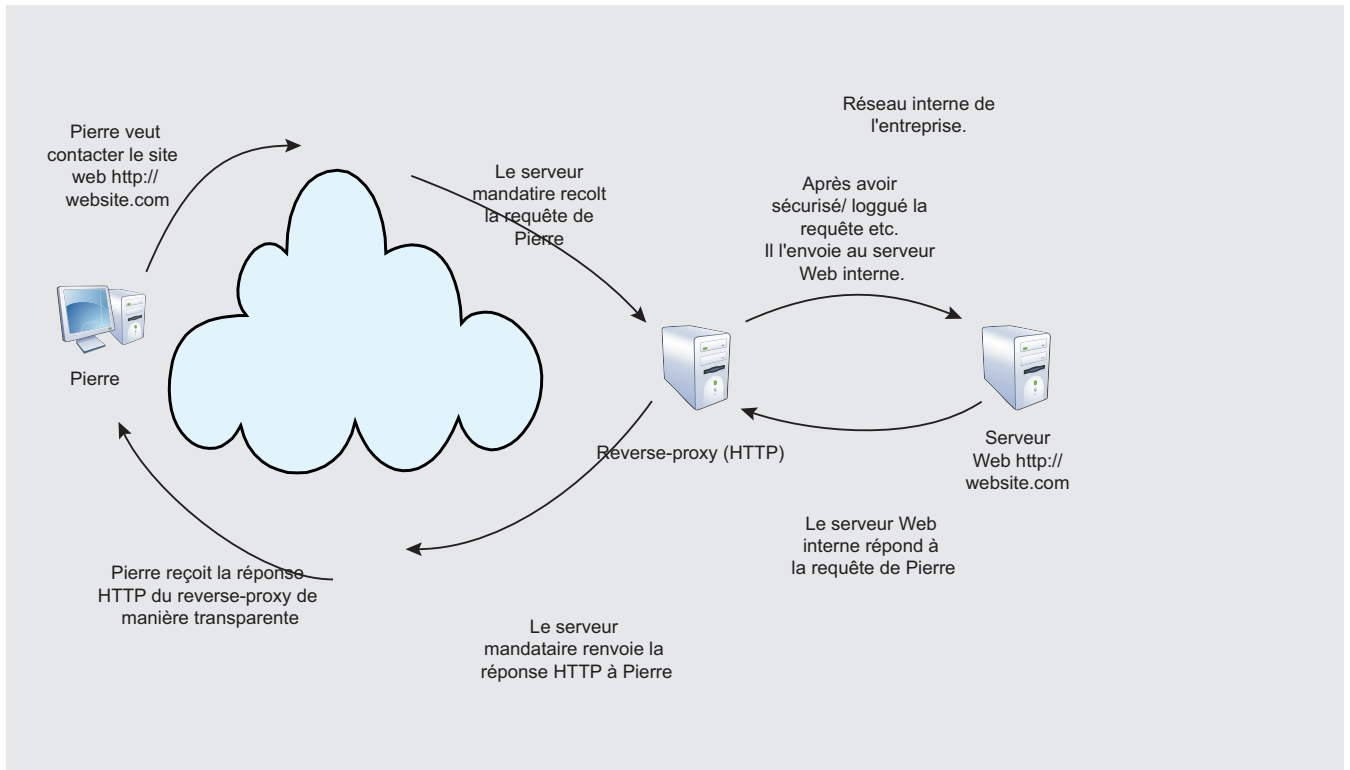 Réseau interne de
l'entreprise.
Pierre veut
contacter le site
web http://
website.com
Le serveur
mandatire recolt
la requête de
Pierre
Après avoir
sécurisé/ loggué la
requête etc.
Il l'envoie au serveur
Web interne.
Pierre
Reverse-proxy (HTTP)
Serveur
Web http://
website.com
Le serveur Web
interne répond à
la requête de Pierre
Pierre reçoit la réponse
HTTP du reverse-proxy de
manière transparente
Le serveur
mandataire renvoie la
réponse HTTP à Pierre